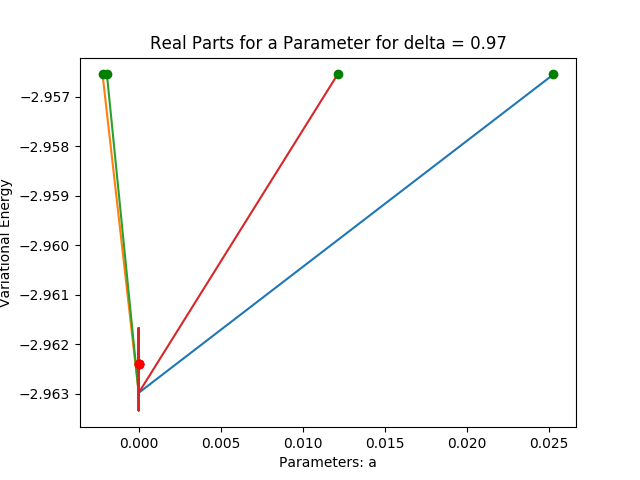 Real Parts for a Parameter for delta = 0.97
Variational Energy
−2.957
−2.958
−2.959
−2.960
−2.961
−2.962
−2.963
0.000 0.005 0.010 0.015 0.020 0.025
Parameters: a